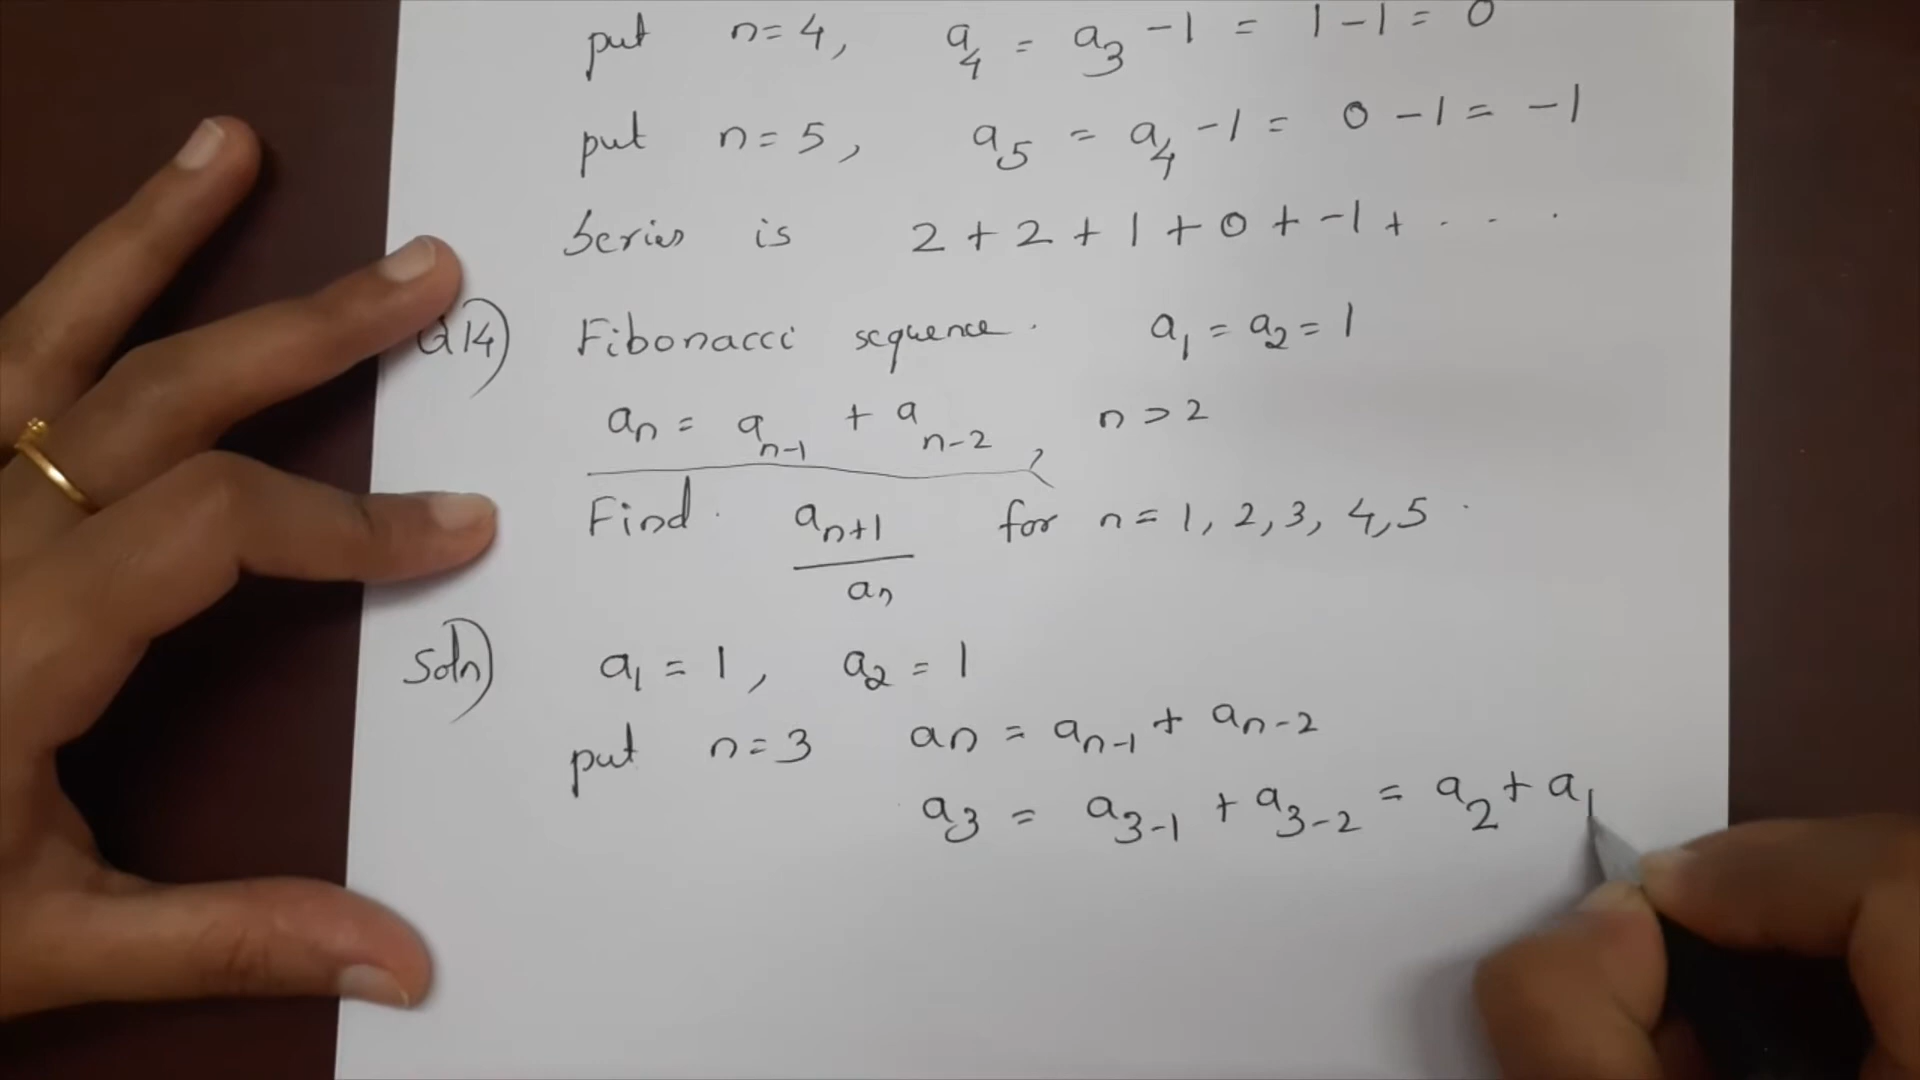 put n=4, a₄ = a₃ -1 = 1-1 = 0
put n=5, a₅ = a₄ -1 = 0-1 = -1
Series is 2 + 2 + 1 + 0 + -1 + . . .
Q14) Fibonacci sequence. a₁ = a₂ = 1
aₙ = aₙ₋₁ + aₙ₋₂, n > 2
Find. aₙ₊₁ / aₙ for n = 1, 2, 3, 4, 5.
Soln) a₁ = 1, a₂ = 1
put n=3 aₙ = aₙ₋₁ + aₙ₋₂
a₃ = a₃₋₁ + a₃₋₂ = a₂ + a₁